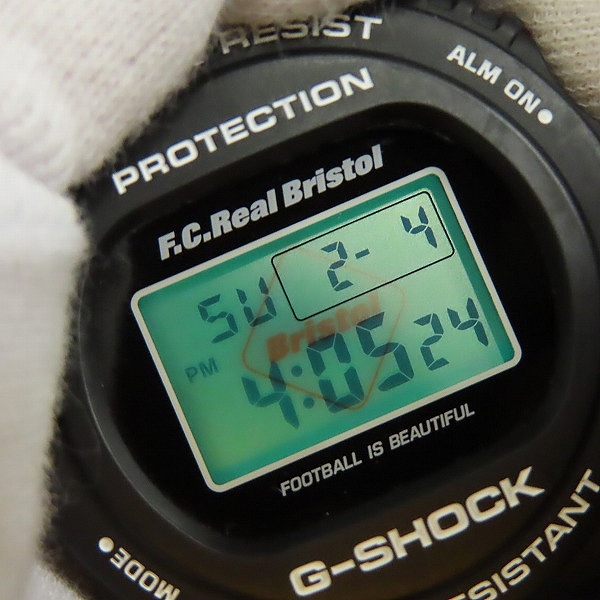 RESIST
PROTECTION
ALM ON
F.C.Real Bristol
SU 2- 4
Bristol
PM 4:05 24
FOOTBALL IS BEAUTIFUL
G-SHOCK
MODE
ESISTANT